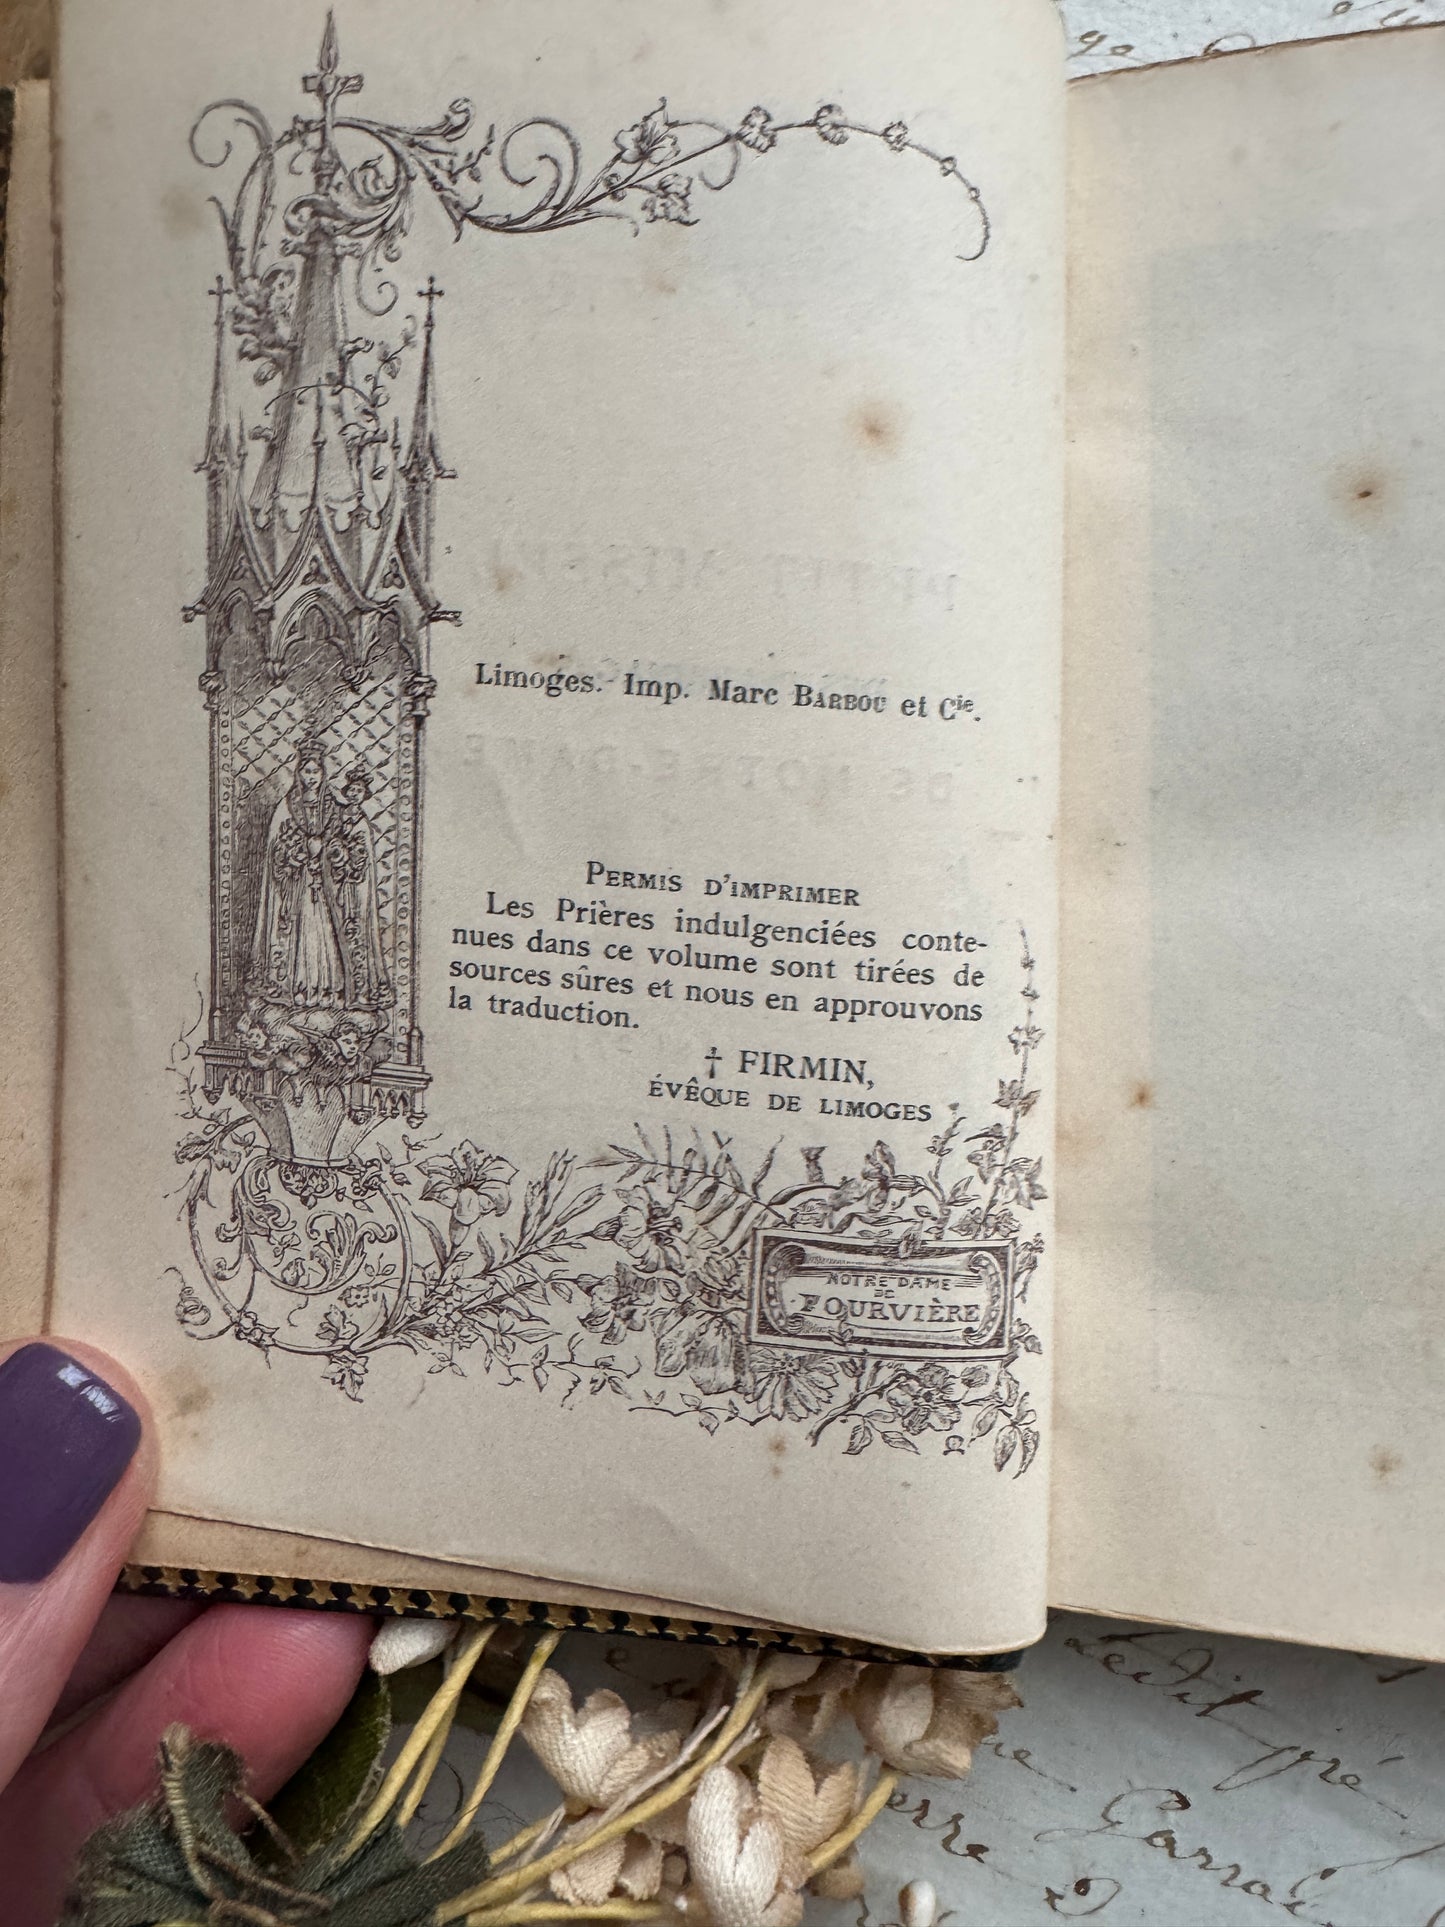 Limoges. Imp. Marc BARBOU et Cie.
PERMIS D'IMPRIMER
Les Prières indulgenciées conte-
nues dans ce volume sont tirées de
sources sûres et nous en approuvons
la traduction.
† FIRMIN,
ÉVÊQUE DE LIMOGES
NOTRE DAME
DE
FOURVIÈRE